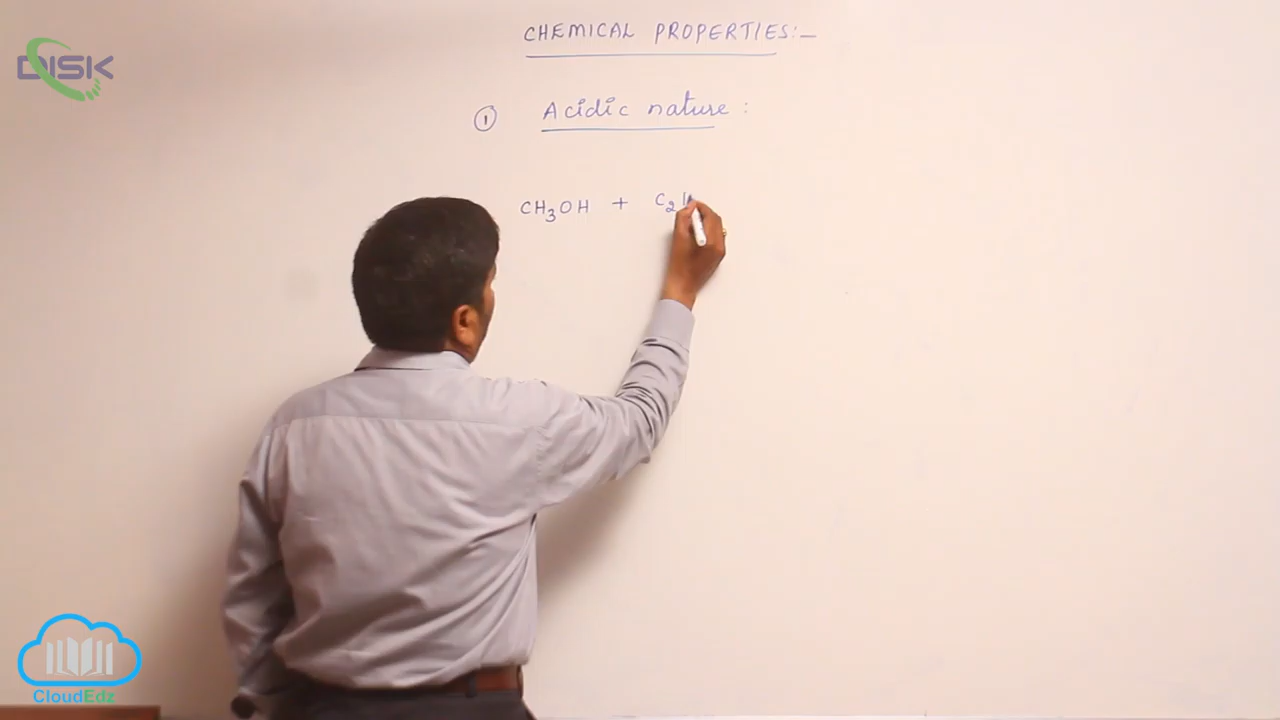 CHEMICAL PROPERTIES:-
DISK
① Acidic nature :
CH₃OH + C₂
CloudEdz